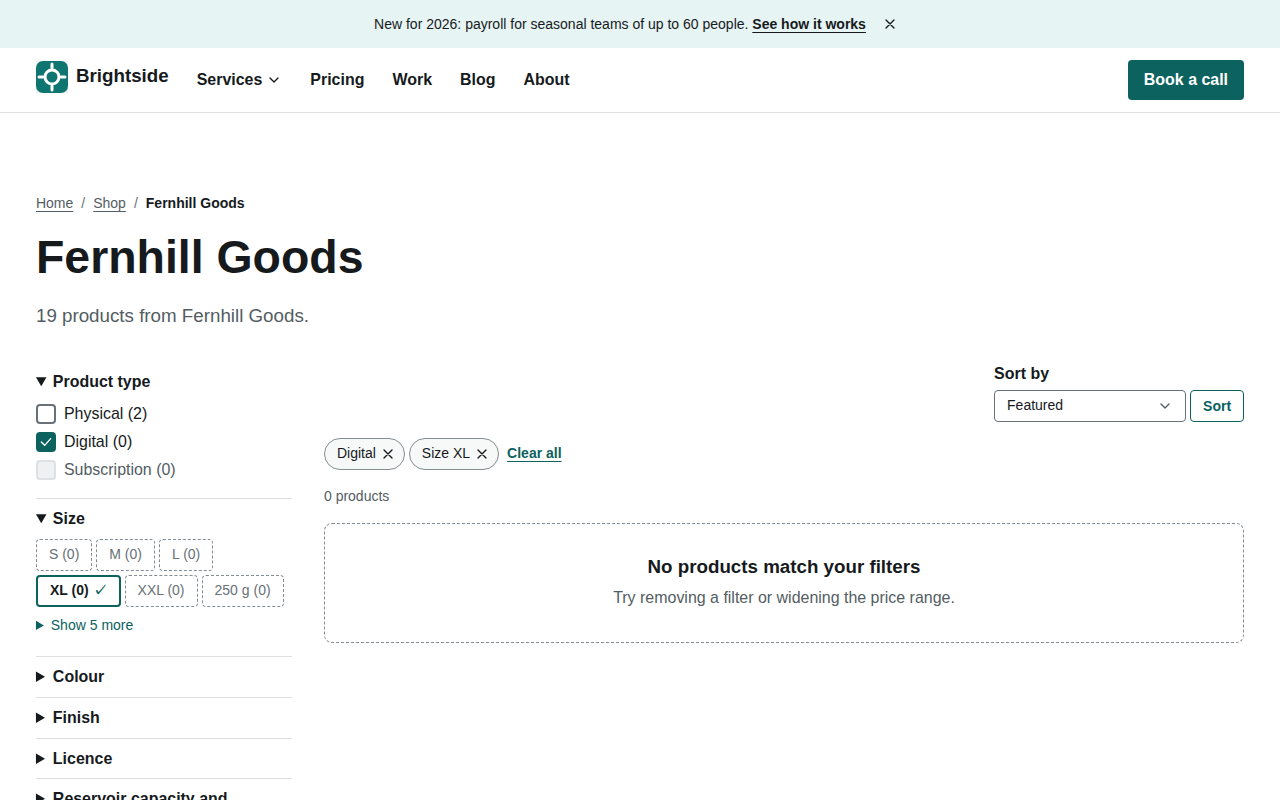 New for 2026: payroll for seasonal teams of up to 60 people. See how it works
Brightside
Services
Pricing
Work
Blog
About
Book a call
Home / Shop / Fernhill Goods
Fernhill Goods
19 products from Fernhill Goods.
Product type
Physical (2)
Digital (0)
Subscription (0)
Size
S (0)
M (0)
L (0)
XL (0)
XXL (0)
250 g (0)
Show 5 more
Colour
Finish
Licence
Reservoir capacity and
Sort by
Featured
Sort
Digital
Size XL
Clear all
0 products
No products match your filters
Try removing a filter or widening the price range.